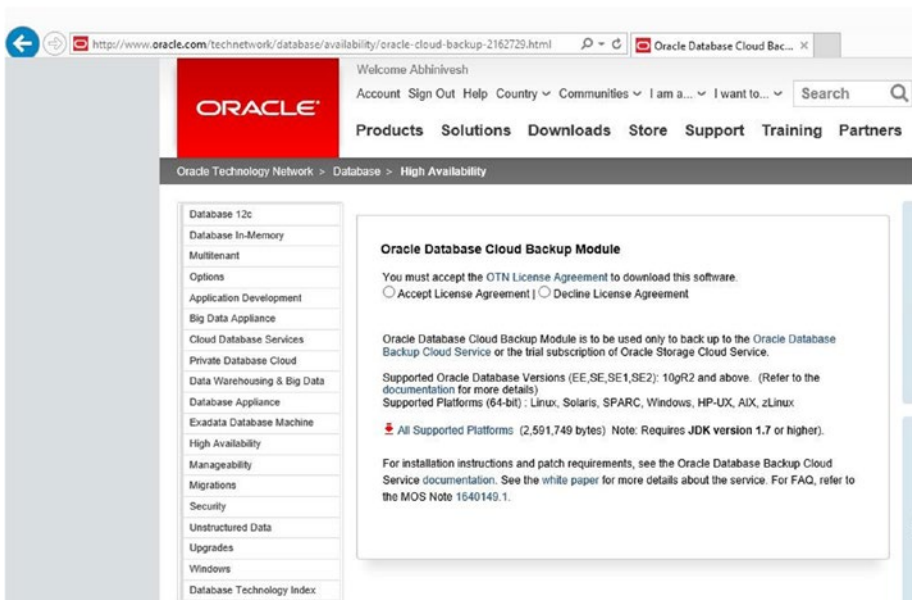 http://www.oracle.com/technetwork/database/availability/oracle-cloud-backup-2162729.html
Oracle Database Cloud Bac...
Welcome Abhinivesh
Account Sign Out Help Country Communities I am a... I want to... Search
ORACLE
Products Solutions Downloads Store Support Training Partners
Oracle Technology Network > Database > High Availability
Database 12c
Database In-Memory
Multitenant
Options
Application Development
Big Data Appliance
Cloud Database Services
Private Database Cloud
Data Warehousing & Big Data
Database Appliance
Exadata Database Machine
High Availability
Manageability
Migrations
Security
Unstructured Data
Upgrades
Windows
Database Technology Index
Oracle Database Cloud Backup Module
You must accept the OTN License Agreement to download this software.
Accept License Agreement | Decline License Agreement
Oracle Database Cloud Backup Module is to be used only to back up to the Oracle Database
Backup Cloud Service or the trial subscription of Oracle Storage Cloud Service.
Supported Oracle Database Versions (EE,SE,SE1,SE2): 10gR2 and above. (Refer to the
documentation for more details)
Supported Platforms (64-bit) : Linux, Solaris, SPARC, Windows, HP-UX, AIX, zLinux
All Supported Platforms (2,591,749 bytes) Note: Requires JDK version 1.7 or higher).
For installation instructions and patch requirements, see the Oracle Database Backup Cloud
Service documentation. See the white paper for more details about the service. For FAQ, refer to
the MOS Note 1640149.1.